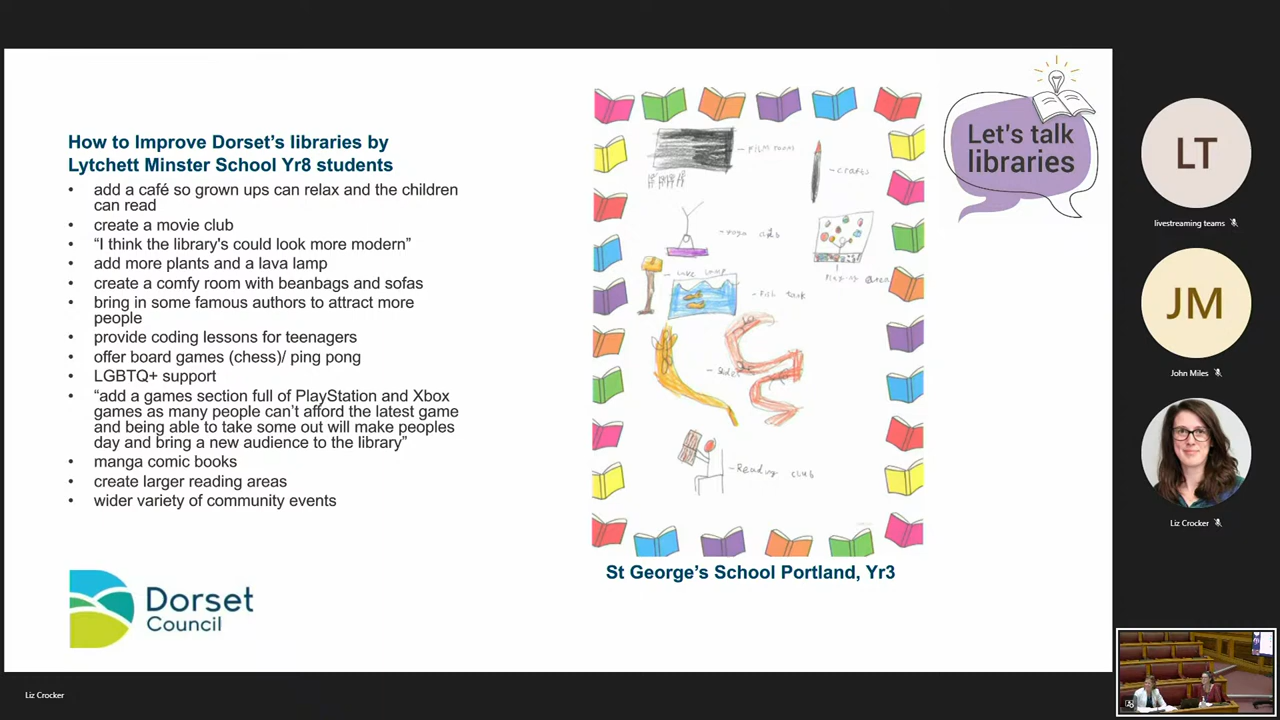 How to Improve Dorset’s libraries by
Lytchett Minster School Yr8 students
• add a café so grown ups can relax and the children
can read
• create a movie club
• “I think the library's could look more modern”
• add more plants and a lava lamp
• create a comfy room with beanbags and sofas
• bring in some famous authors to attract more
people
• provide coding lessons for teenagers
• offer board games (chess)/ ping pong
• LGBTQ+ support
• “add a games section full of PlayStation and Xbox
games as many people can’t afford the latest game
and being able to take some out will make peoples
day and bring a new audience to the library”
• manga comic books
• create larger reading areas
• wider variety of community events
Dorset
Council
- Film room
- crafts
- yoga
Playing area
- Fish tank
- Reading club
St George’s School Portland, Yr3
Let's talk
libraries
LT
livestreaming teams
JM
John Miles
Liz Crocker
Liz Crocker